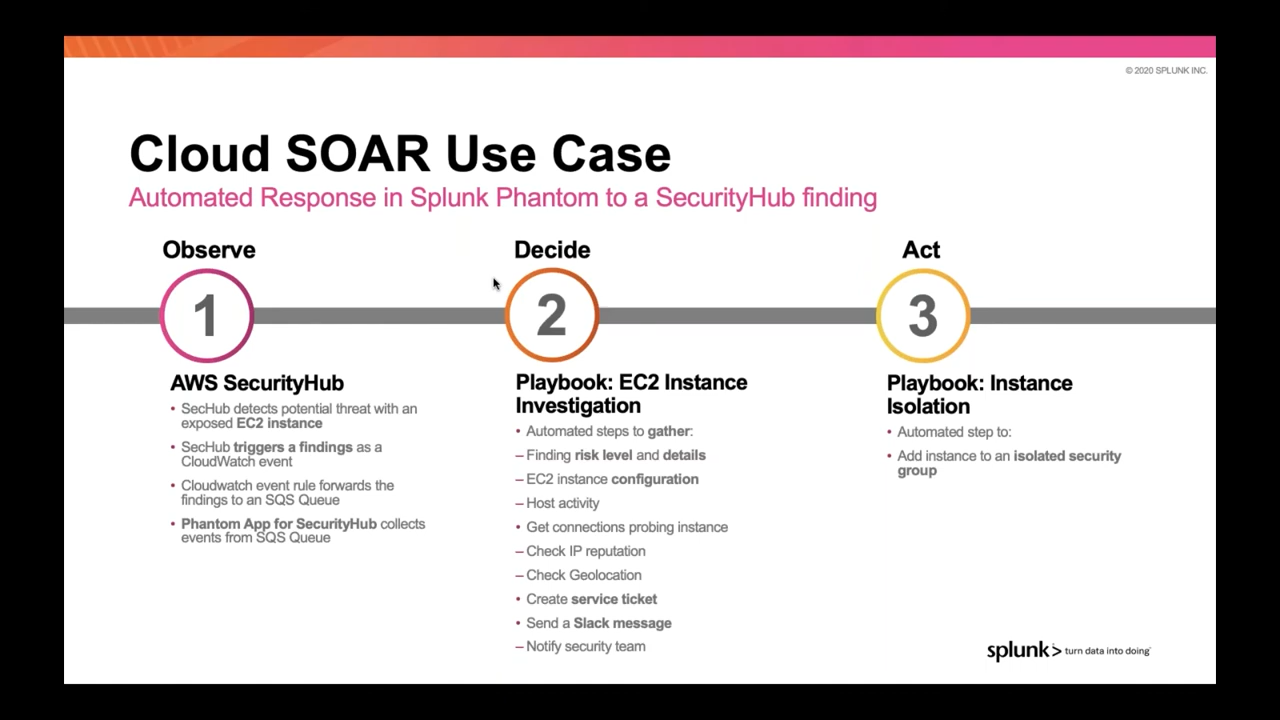 © 2020 SPLUNK INC.
Cloud SOAR Use Case
Automated Response in Splunk Phantom to a SecurityHub finding
Observe
1
AWS SecurityHub
• SecHub detects potential threat with an
exposed EC2 instance
• SecHub triggers a findings as a
CloudWatch event
• Cloudwatch event rule forwards the
findings to an SQS Queue
• Phantom App for SecurityHub collects
events from SQS Queue
Decide
2
Playbook: EC2 Instance
Investigation
• Automated steps to gather:
– Finding risk level and details
– EC2 instance configuration
– Host activity
• Get connections probing instance
– Check IP reputation
– Check Geolocation
• Create service ticket
• Send a Slack message
– Notify security team
Act
3
Playbook: Instance
Isolation
• Automated step to:
• Add instance to an isolated security
group
splunk> turn data into doing